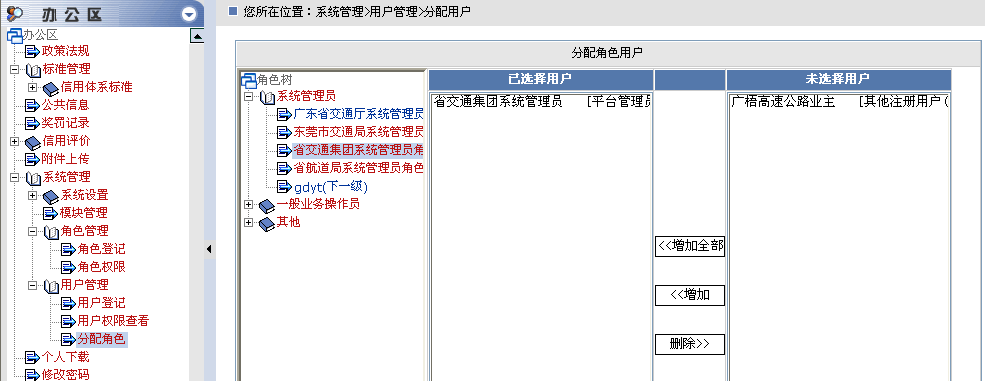 办公区
办公区
政策法规
标准管理
信用体系标准
公共信息
奖罚记录
信用评价
附件上传
系统管理
系统设置
模块管理
角色管理
角色登记
角色权限
用户管理
用户登记
用户权限查看
分配角色
个人下载
修改密码
您所在位置：系统管理>用户管理>分配用户
分配角色用户
角色树
系统管理员
广东省交通厅系统管理员
东莞市交通局系统管理员
省交通集团系统管理员角
省航道局系统管理员角色
gdyt(下一级)
一般业务操作员
其他
已选择用户
省交通集团系统管理员 [平台管理员
<<增加全部
<<增加
删除>>
未选择用户
广梧高速公路业主 [其他注册用户(